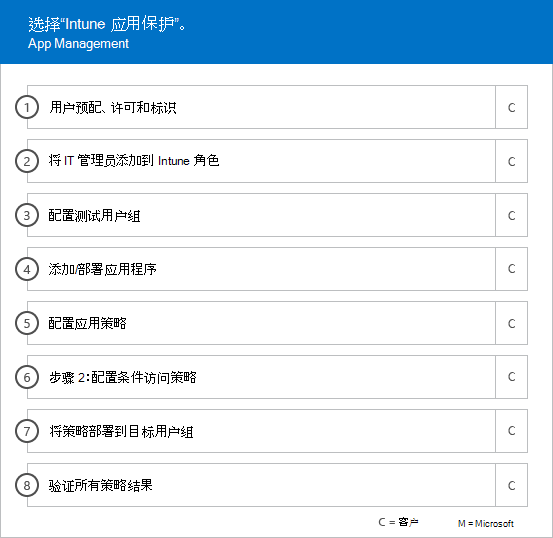 选择“Intune 应用保护”。
App Management
1 用户预配、许可和标识 C
2 将 IT 管理员添加到 Intune 角色 C
3 配置测试用户组 C
4 添加/部署应用程序 C
5 配置应用策略 C
6 步骤 2:配置条件访问策略 C
7 将策略部署到目标用户组 C
8 验证所有策略结果 C
C = 客户 M = Microsoft